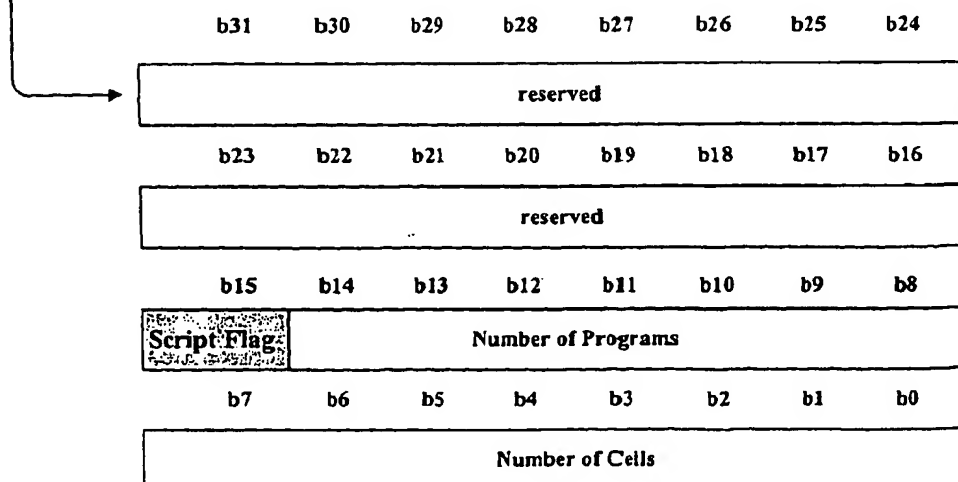 b31 b30 b29 b28 b27 b26 b25 b24
reserved
b23 b22 b21 b20 b19 b18 b17 b16
reserved
b15 b14 b13 b12 b11 b10 b9 b8
Script Flag Number of Programs
b7 b6 b5 b4 b3 b2 b1 b0
Number of Cells